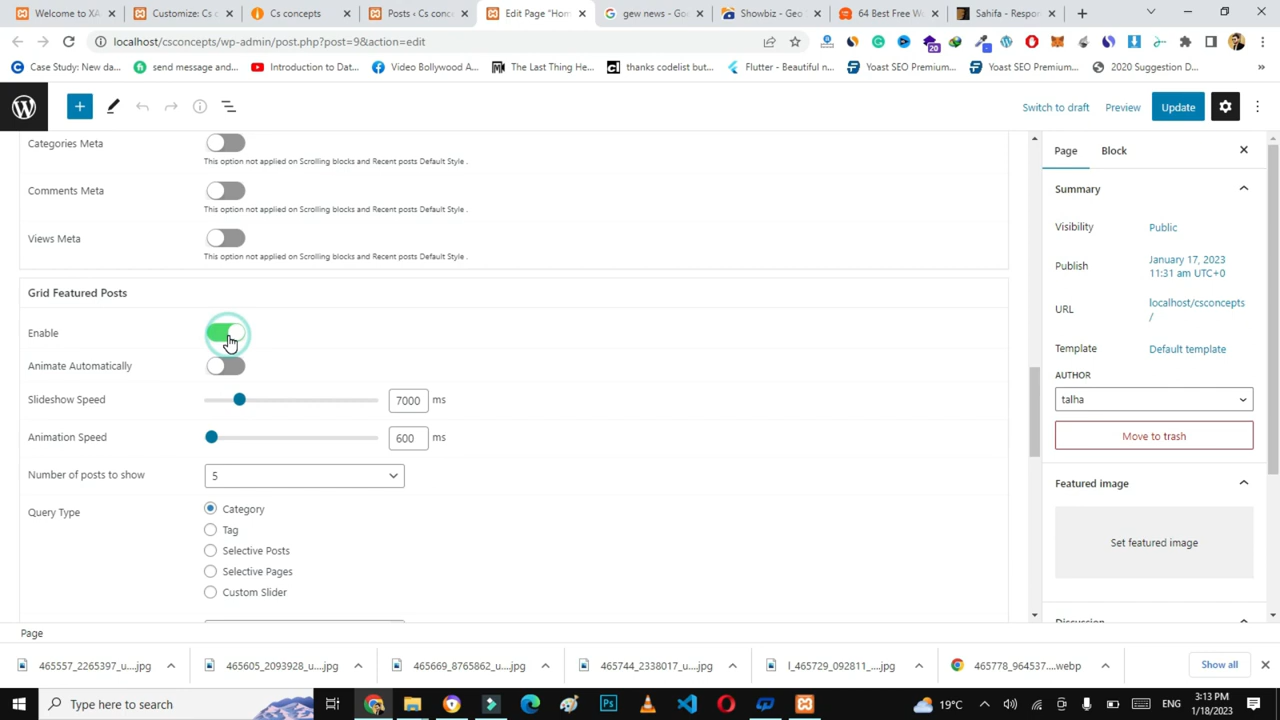 Welcome to XA
Customize: Cs c
Cs concepts
Posts ‹ Cs conce
Edit Page "Hom
gew news - Go
Showbiz - Geo
64 Best Free Wo
Sahifa - Respon
localhost/csconcepts/wp-admin/post.php?post=9&action=edit
20
Case Study: New da...
send message and...
Introduction to Dat...
Video Bollywood A...
The Last Thing He...
thanks codelist but...
Flutter - Beautiful n...
Yoast SEO Premium...
Yoast SEO Premium...
2020 Suggestion D...
»
Switch to draft
Preview
Update
Categories Meta
This option not applied on Scrolling blocks and Recent posts Default Style .
Comments Meta
This option not applied on Scrolling blocks and Recent posts Default Style .
Views Meta
This option not applied on Scrolling blocks and Recent posts Default Style .
Grid Featured Posts
Enable
Animate Automatically
Slideshow Speed
7000
ms
Animation Speed
600
ms
Number of posts to show
5
Query Type
Category
Tag
Selective Posts
Selective Pages
Custom Slider
Page
Block
Summary
Visibility
Public
Publish
January 17, 2023
11:31 am UTC+0
URL
localhost/csconcepts
/
Template
Default template
AUTHOR
talha
Move to trash
Featured image
Set featured image
Discussion
Page
465557_2265397_u....jpg
465605_2093928_u....jpg
465669_8765862_u....jpg
465744_2338017_u....jpg
l_465729_092811_....jpg
465778_964537....webp
Show all
Type here to search
Ps
19°C
ENG
3:13 PM
1/18/2023